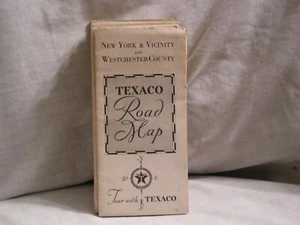 NEW YORK & VICINITY
AND
WESTCHESTER COUNTY
TEXACO
Road
Map
W E
Tour with TEXACO